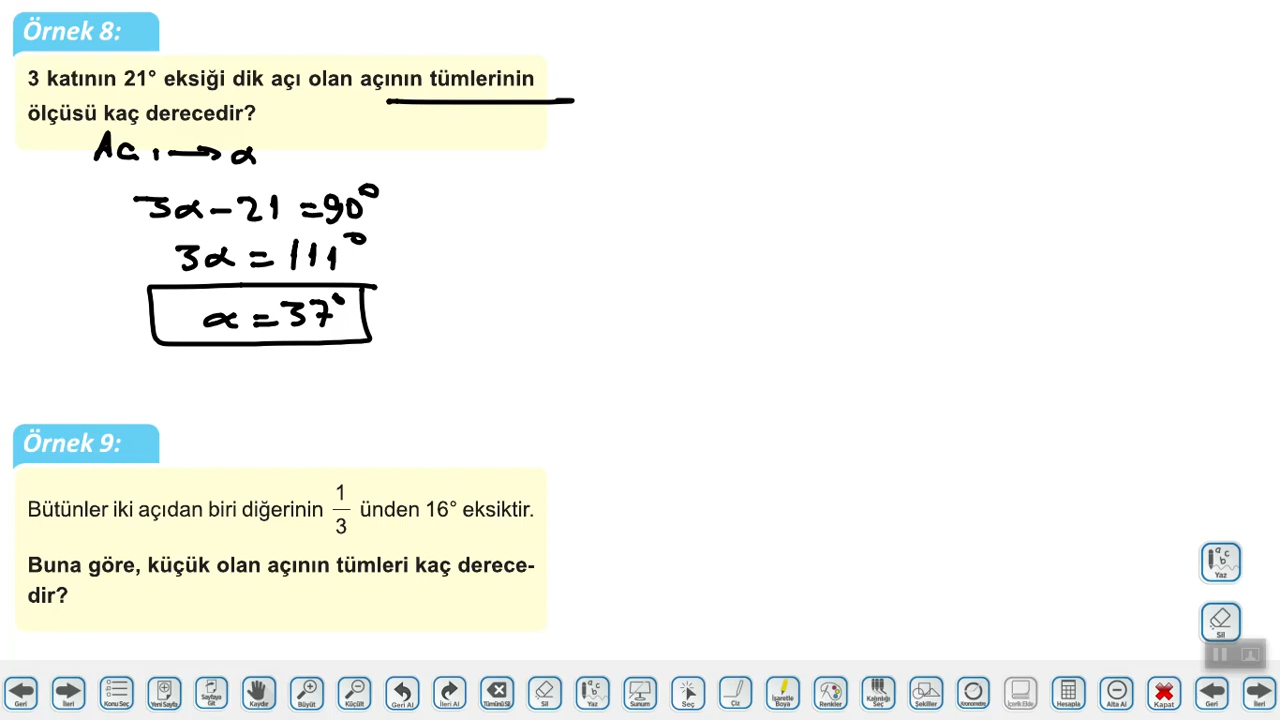 Örnek 8:
3 katının 21° eksiği dik açı olan açının tümlerinin
ölçüsü kaç derecedir?
Açı → α
3α - 21 = 90°
3α = 111°
α = 37°
Örnek 9:
Bütünler iki açıdan biri diğerinin 1/3 ünden 16° eksiktir.
Buna göre, küçük olan açının tümleri kaç derece-
dir?
a c
b
Yaz
Sil
Geri
İleri
Konu Seç
Yeni Sayfa
Sayfaya
Git
Kaydır
Büyüt
Küçült
Geri Al
İleri Al
Tümünü Sil
Sil
a c
b
Yaz
Sunum
Seç
Çiz
İşaretle
Boya
Renkler
Kalınlığı
Seç
Şekiller
Kronometre
İçerik Ekle
Hesapla
Alta Al
Kapat
Geri
İleri